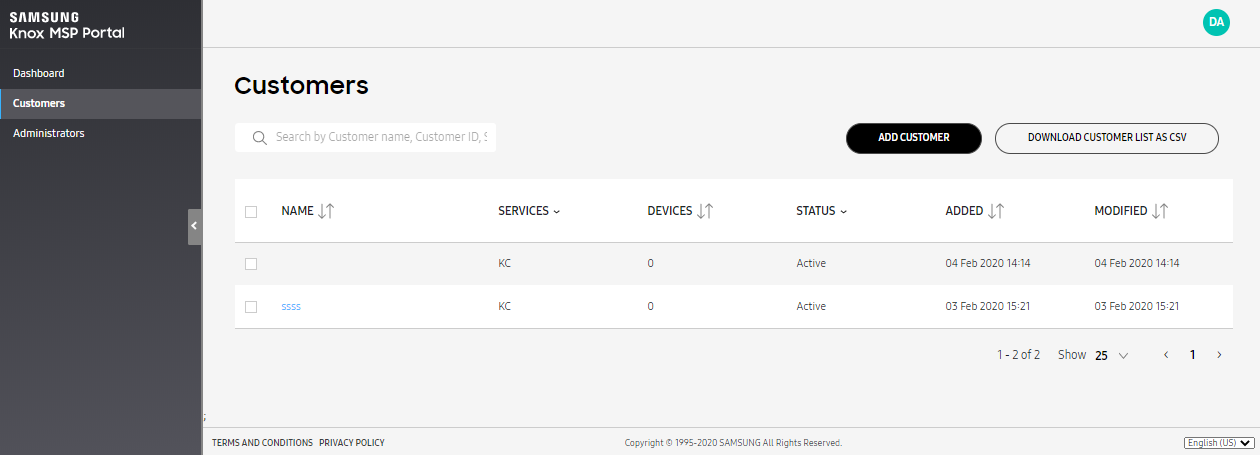 SAMSUNG
Knox MSP Portal
DA
Dashboard
Customers
Administrators
Customers
Search by Customer name, Customer ID, S
ADD CUSTOMER
DOWNLOAD CUSTOMER LIST AS CSV
NAME SERVICES DEVICES STATUS ADDED MODIFIED
KC 0 Active 04 Feb 2020 14:14 04 Feb 2020 14:14
ssss KC 0 Active 03 Feb 2020 15:21 03 Feb 2020 15:21
1 - 2 of 2 Show 25 1
;
TERMS AND CONDITIONS PRIVACY POLICY Copyright © 1995-2020 SAMSUNG All Rights Reserved. English (US)